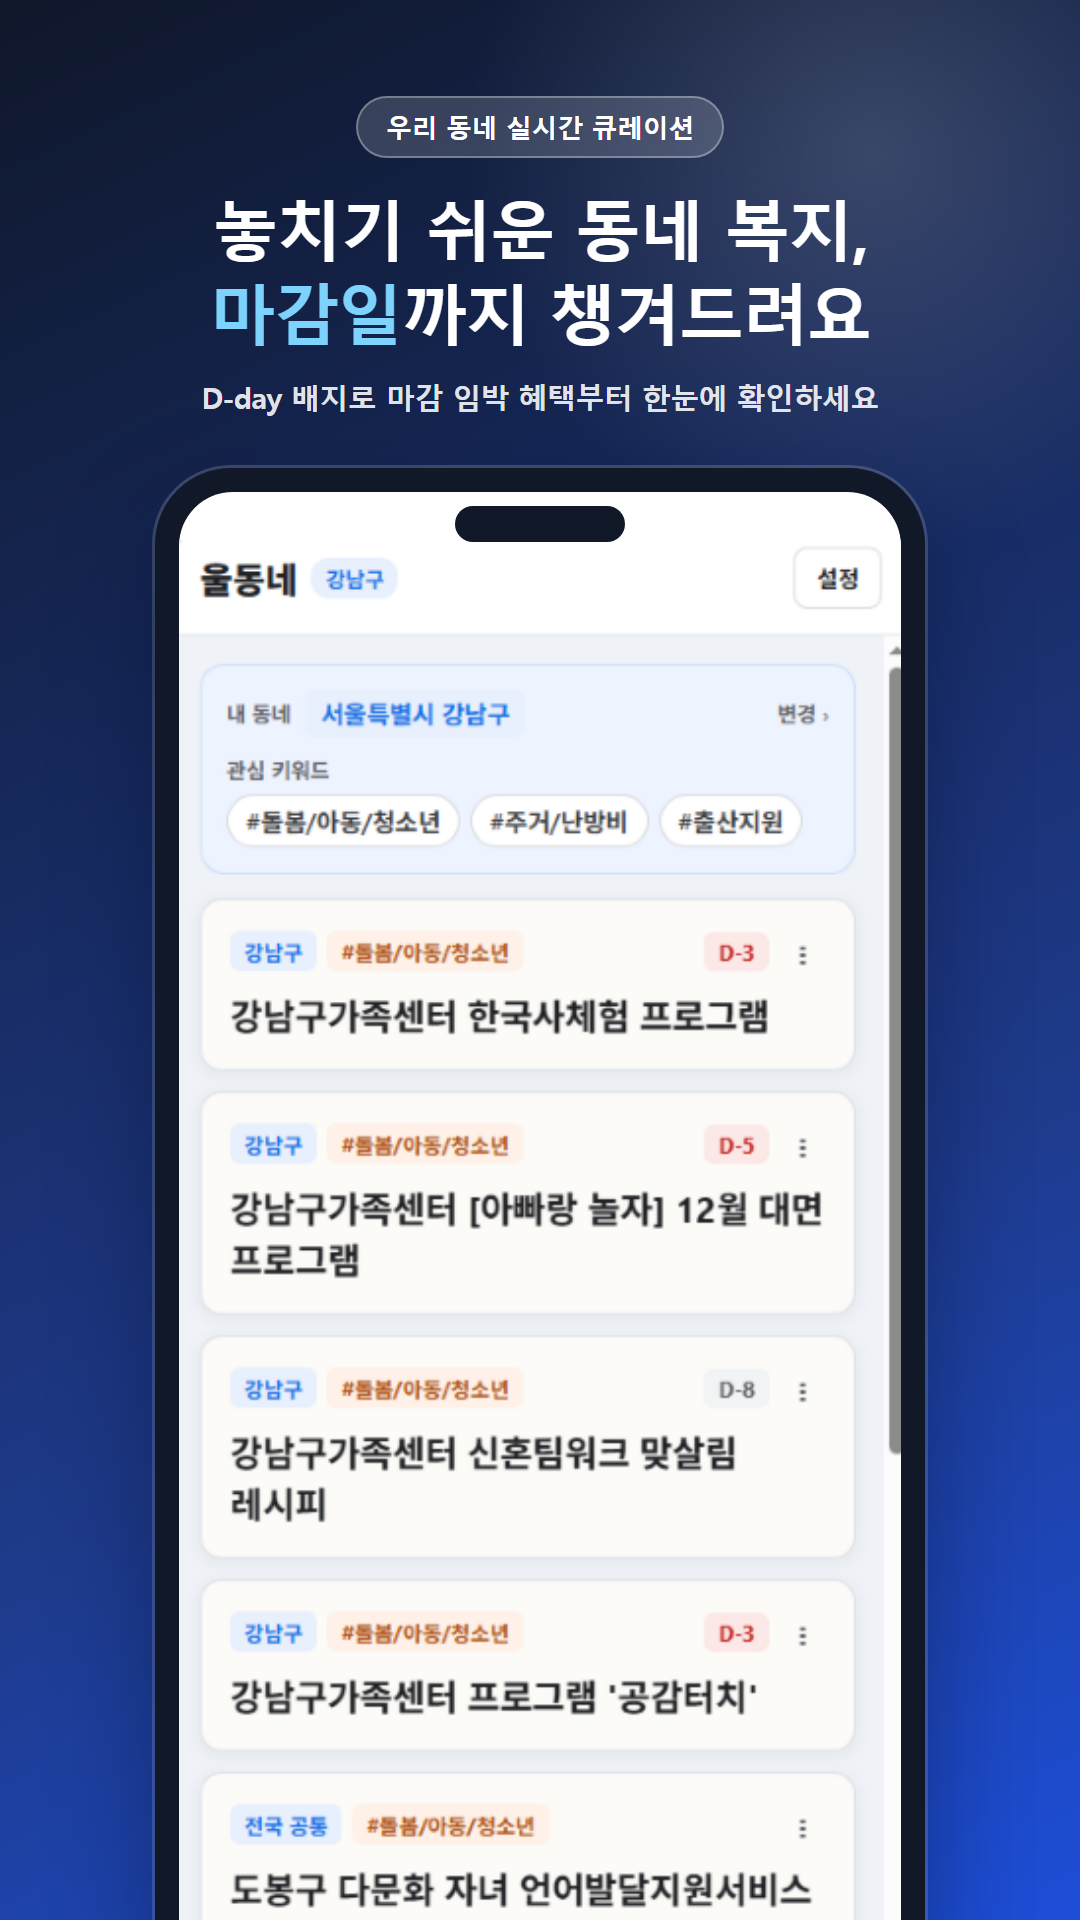 우리 동네 실시간 큐레이션
놓치기 쉬운 동네 복지,
마감일까지 챙겨드려요
D-day 배지로 마감 임박 혜택부터 한눈에 확인하세요
울동네 강남구 설정
내 동네 서울특별시 강남구 변경 ›
관심 키워드
#돌봄/아동/청소년 #주거/난방비 #출산지원
강남구 #돌봄/아동/청소년 D-3
강남구가족센터 한국사체험 프로그램
강남구 #돌봄/아동/청소년 D-5
강남구가족센터 [아빠랑 놀자] 12월 대면
프로그램
강남구 #돌봄/아동/청소년 D-8
강남구가족센터 신혼팀워크 맞살림
레시피
강남구 #돌봄/아동/청소년 D-3
강남구가족센터 프로그램 '공감터치'
전국 공통 #돌봄/아동/청소년
도봉구 다문화 자녀 언어발달지원서비스